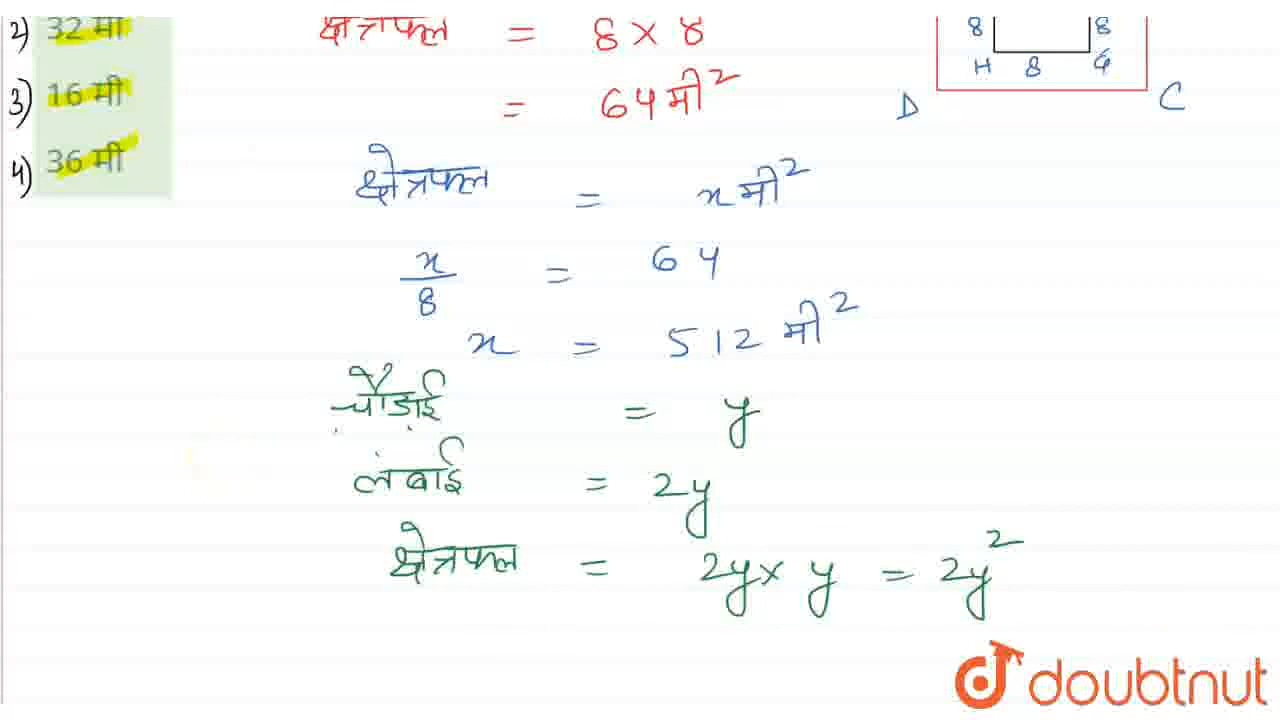 2) 32 मी
क्षेत्रफल = 8 × 8
8 8
H 8 G
3) 16 मी
= 64 मी²
D C
4) 36 मी
क्षेत्रफल = x मी²
x/8 = 64
x = 512 मी²
चौडाई = y
लंबाई = 2y
क्षेत्रफल = 2y × y = 2y²
doubtnut